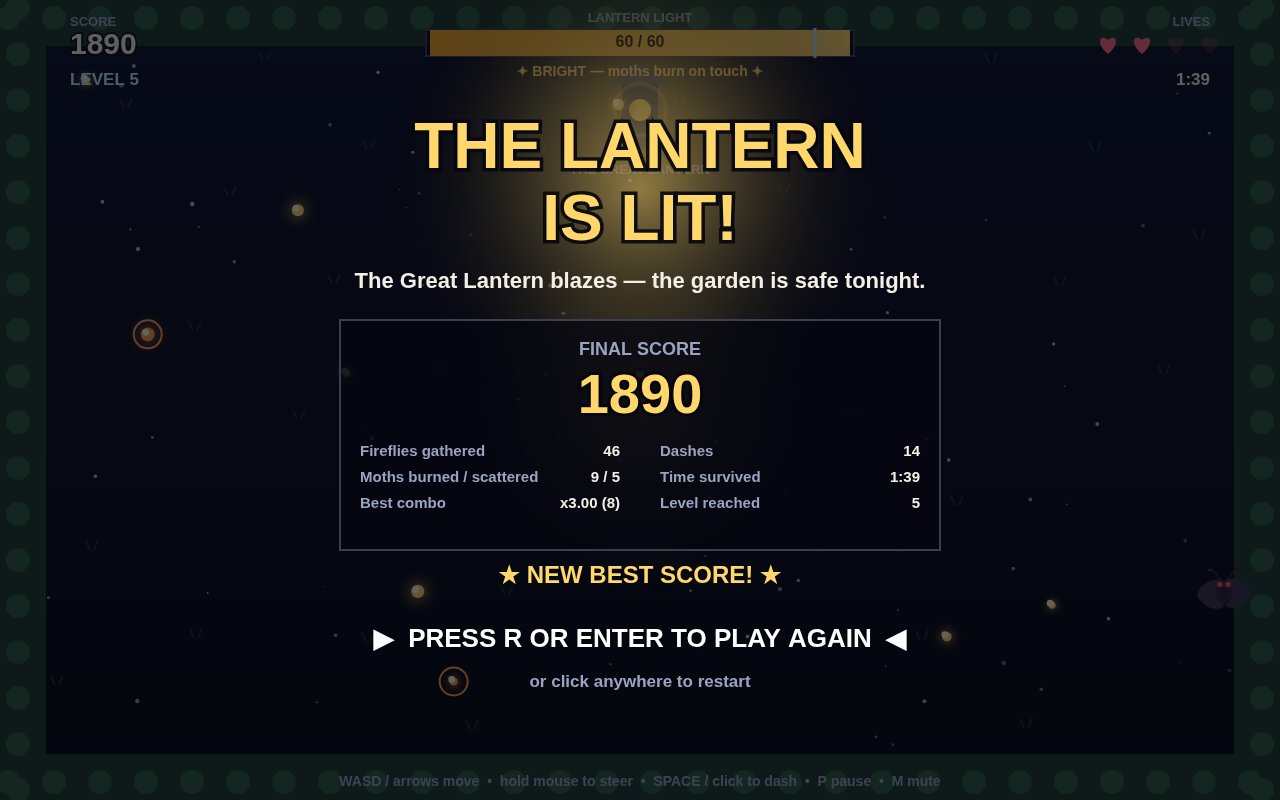 SCORE
1890
LEVEL 5
LANTERN LIGHT
60 / 60
✦ BRIGHT — moths burn on touch ✦
LIVES
1:39
THE GREAT LANTERN
THE LANTERN
IS LIT!
The Great Lantern blazes — the garden is safe tonight.
FINAL SCORE
1890
Fireflies gathered 46 Dashes 14
Moths burned / scattered 9 / 5 Time survived 1:39
Best combo x3.00 (8) Level reached 5
★ NEW BEST SCORE! ★
▶ PRESS R OR ENTER TO PLAY AGAIN ◀
or click anywhere to restart
WASD / arrows move • hold mouse to steer • SPACE / click to dash • P pause • M mute